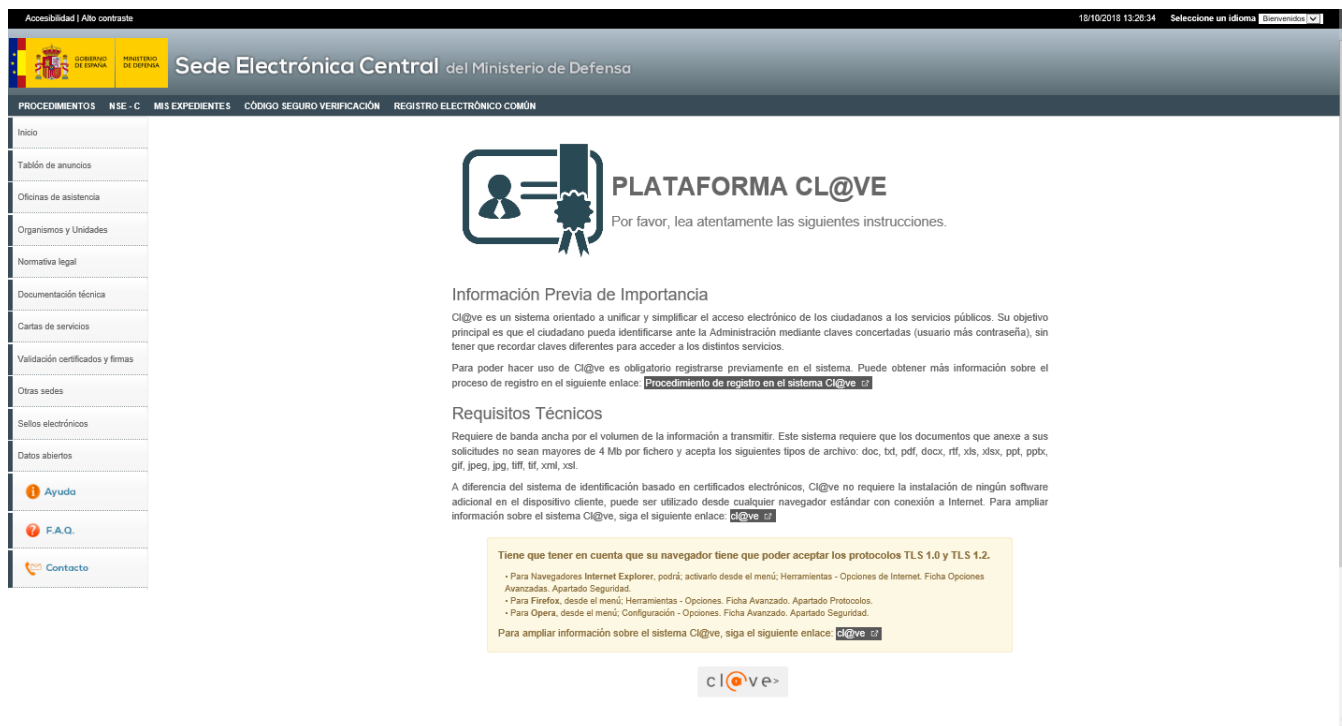 Accesibilidad | Alto contraste
18/10/2018 13:26:34 Seleccione un idioma Bienvenidos
GOBIERNO DE ESPAÑA
MINISTERIO DE DEFENSA
Sede Electrónica Central del Ministerio de Defensa
PROCEDIMIENTOS NSE - C MIS EXPEDIENTES CÓDIGO SEGURO VERIFICACIÓN REGISTRO ELECTRÓNICO COMÚN
Inicio
Tablón de anuncios
Oficinas de asistencia
Organismos y Unidades
Normativa legal
Documentación técnica
Cartas de servicios
Validación certificados y firmas
Otras sedes
Sellos electrónicos
Datos abiertos
Ayuda
F.A.Q.
Contacto
PLATAFORMA CL@VE
Por favor, lea atentamente las siguientes instrucciones.
Información Previa de Importancia
Cl@ve es un sistema orientado a unificar y simplificar el acceso electrónico de los ciudadanos a los servicios públicos. Su objetivo
principal es que el ciudadano pueda identificarse ante la Administración mediante claves concertadas (usuario más contraseña), sin
tener que recordar claves diferentes para acceder a los distintos servicios.
Para poder hacer uso de Cl@ve es obligatorio registrarse previamente en el sistema. Puede obtener más información sobre el
proceso de registro en el siguiente enlace: Procedimiento de registro en el sistema Cl@ve
Requisitos Técnicos
Requiere de banda ancha por el volumen de la información a transmitir. Este sistema requiere que los documentos que anexe a sus
solicitudes no sean mayores de 4 Mb por fichero y acepta los siguientes tipos de archivo: doc, txt, pdf, docx, rtf, xls, xlsx, ppt, pptx,
gif, jpeg, jpg, tiff, tif, xml, xsl.
A diferencia del sistema de identificación basado en certificados electrónicos, Cl@ve no requiere la instalación de ningún software
adicional en el dispositivo cliente, puede ser utilizado desde cualquier navegador estándar con conexión a Internet. Para ampliar
información sobre el sistema Cl@ve, siga el siguiente enlace: cl@ve
Tiene que tener en cuenta que su navegador tiene que poder aceptar los protocolos TLS 1.0 y TLS 1.2.
• Para Navegadores Internet Explorer, podrá; activarlo desde el menú; Herramientas - Opciones de Internet. Ficha Opciones
Avanzadas. Apartado Seguridad.
• Para Firefox, desde el menú; Herramientas - Opciones. Ficha Avanzado. Apartado Protocolos.
• Para Opera, desde el menú; Configuración - Opciones. Ficha Avanzado. Apartado Seguridad.
Para ampliar información sobre el sistema Cl@ve, siga el siguiente enlace: cl@ve
cl@ve>